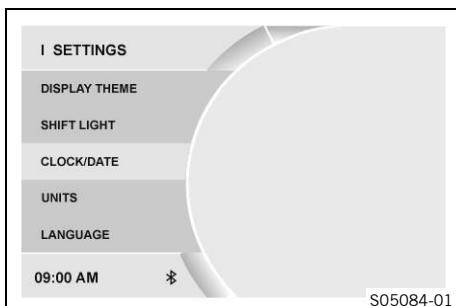 I SETTINGS
DISPLAY THEME
SHIFT LIGHT
CLOCK/DATE
UNITS
LANGUAGE
09:00 AM
S05084-01